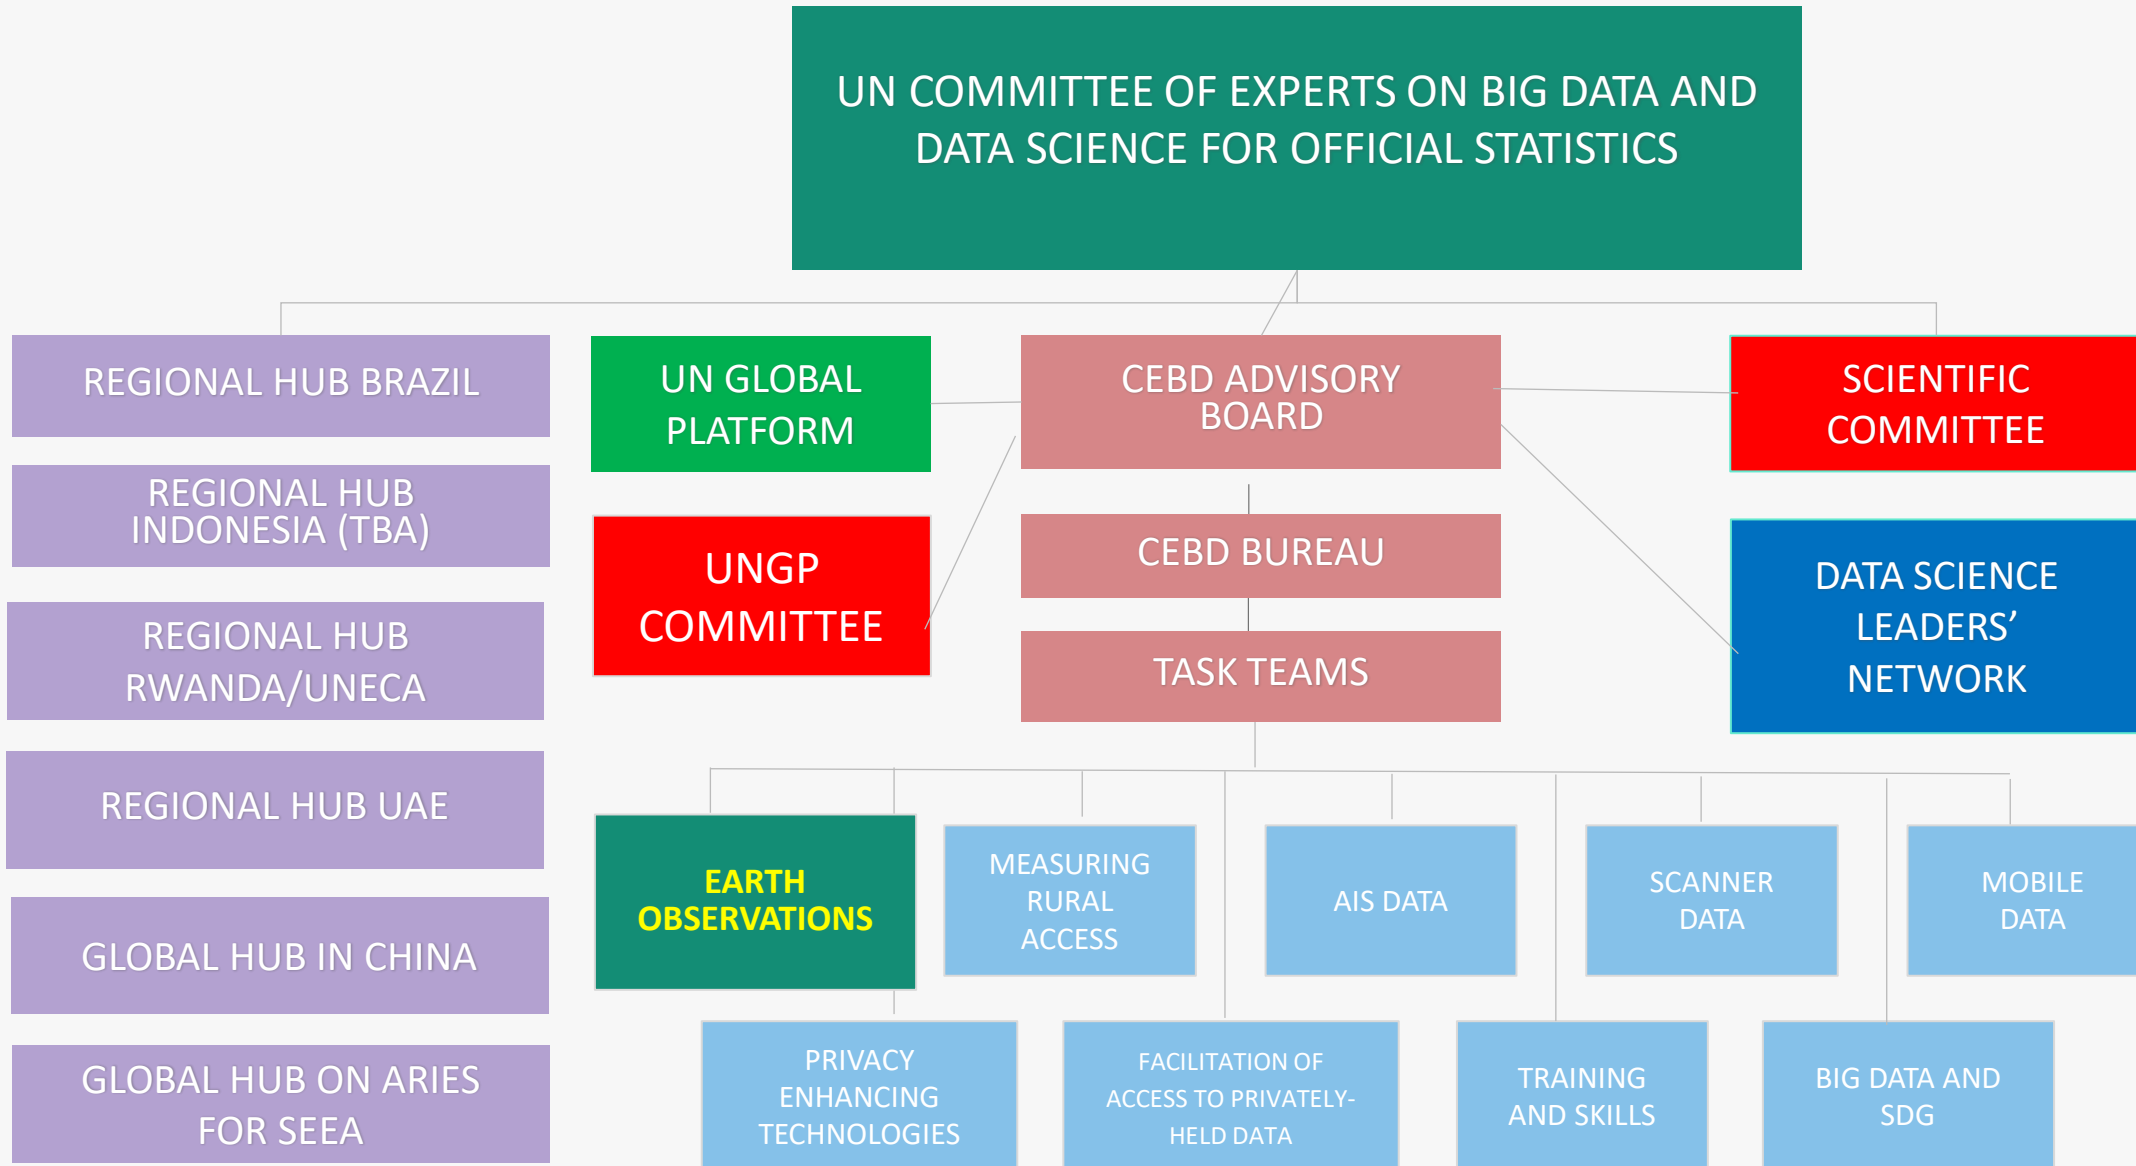 UN COMMITTEE OF EXPERTS ON BIG DATA AND
DATA SCIENCE FOR OFFICIAL STATISTICS
REGIONAL HUB BRAZIL
REGIONAL HUB
INDONESIA (TBA)
REGIONAL HUB
RWANDA/UNECA
REGIONAL HUB UAE
GLOBAL HUB IN CHINA
GLOBAL HUB ON ARIES
FOR SEEA
UN GLOBAL
PLATFORM
UNGP
COMMITTEE
CEBD ADVISORY
BOARD
CEBD BUREAU
TASK TEAMS
SCIENTIFIC
COMMITTEE
DATA SCIENCE
LEADERS’
NETWORK
EARTH
OBSERVATIONS
MEASURING
RURAL
ACCESS
AIS DATA
SCANNER
DATA
MOBILE
DATA
PRIVACY
ENHANCING
TECHNOLOGIES
FACILITATION OF
ACCESS TO PRIVATELY-
HELD DATA
TRAINING
AND SKILLS
BIG DATA AND
SDG